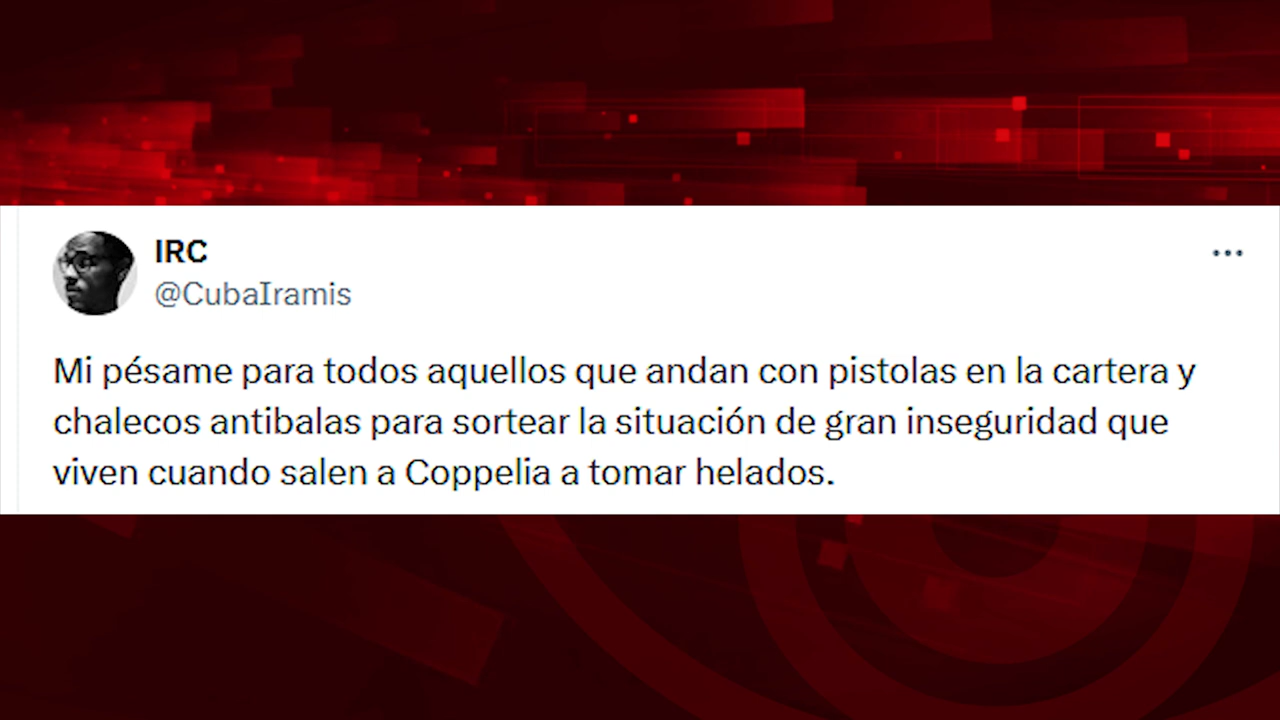 IRC
@CubaIramis
Mi pésame para todos aquellos que andan con pistolas en la cartera y
chalecos antibalas para sortear la situación de gran inseguridad que
viven cuando salen a Coppelia a tomar helados.